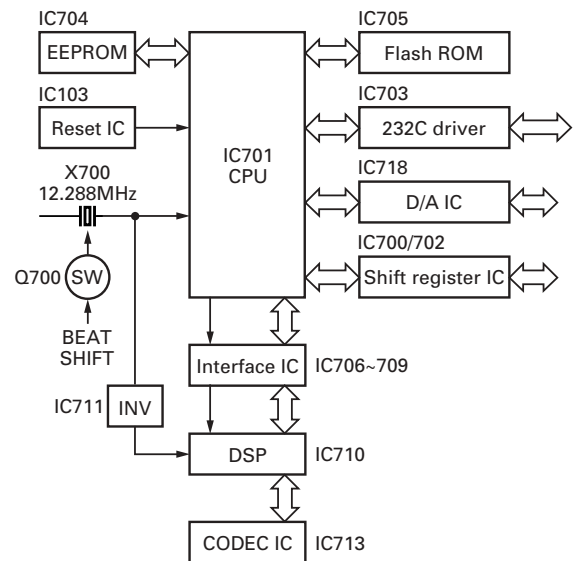 IC704
EEPROM
IC103
Reset IC
X700
12.288MHz
Q700
SW
BEAT
SHIFT
IC711
INV
IC701
CPU
IC705
Flash ROM
IC703
232C driver
IC718
D/A IC
IC700/702
Shift register IC
Interface IC
IC706~709
DSP
IC710
CODEC IC
IC713